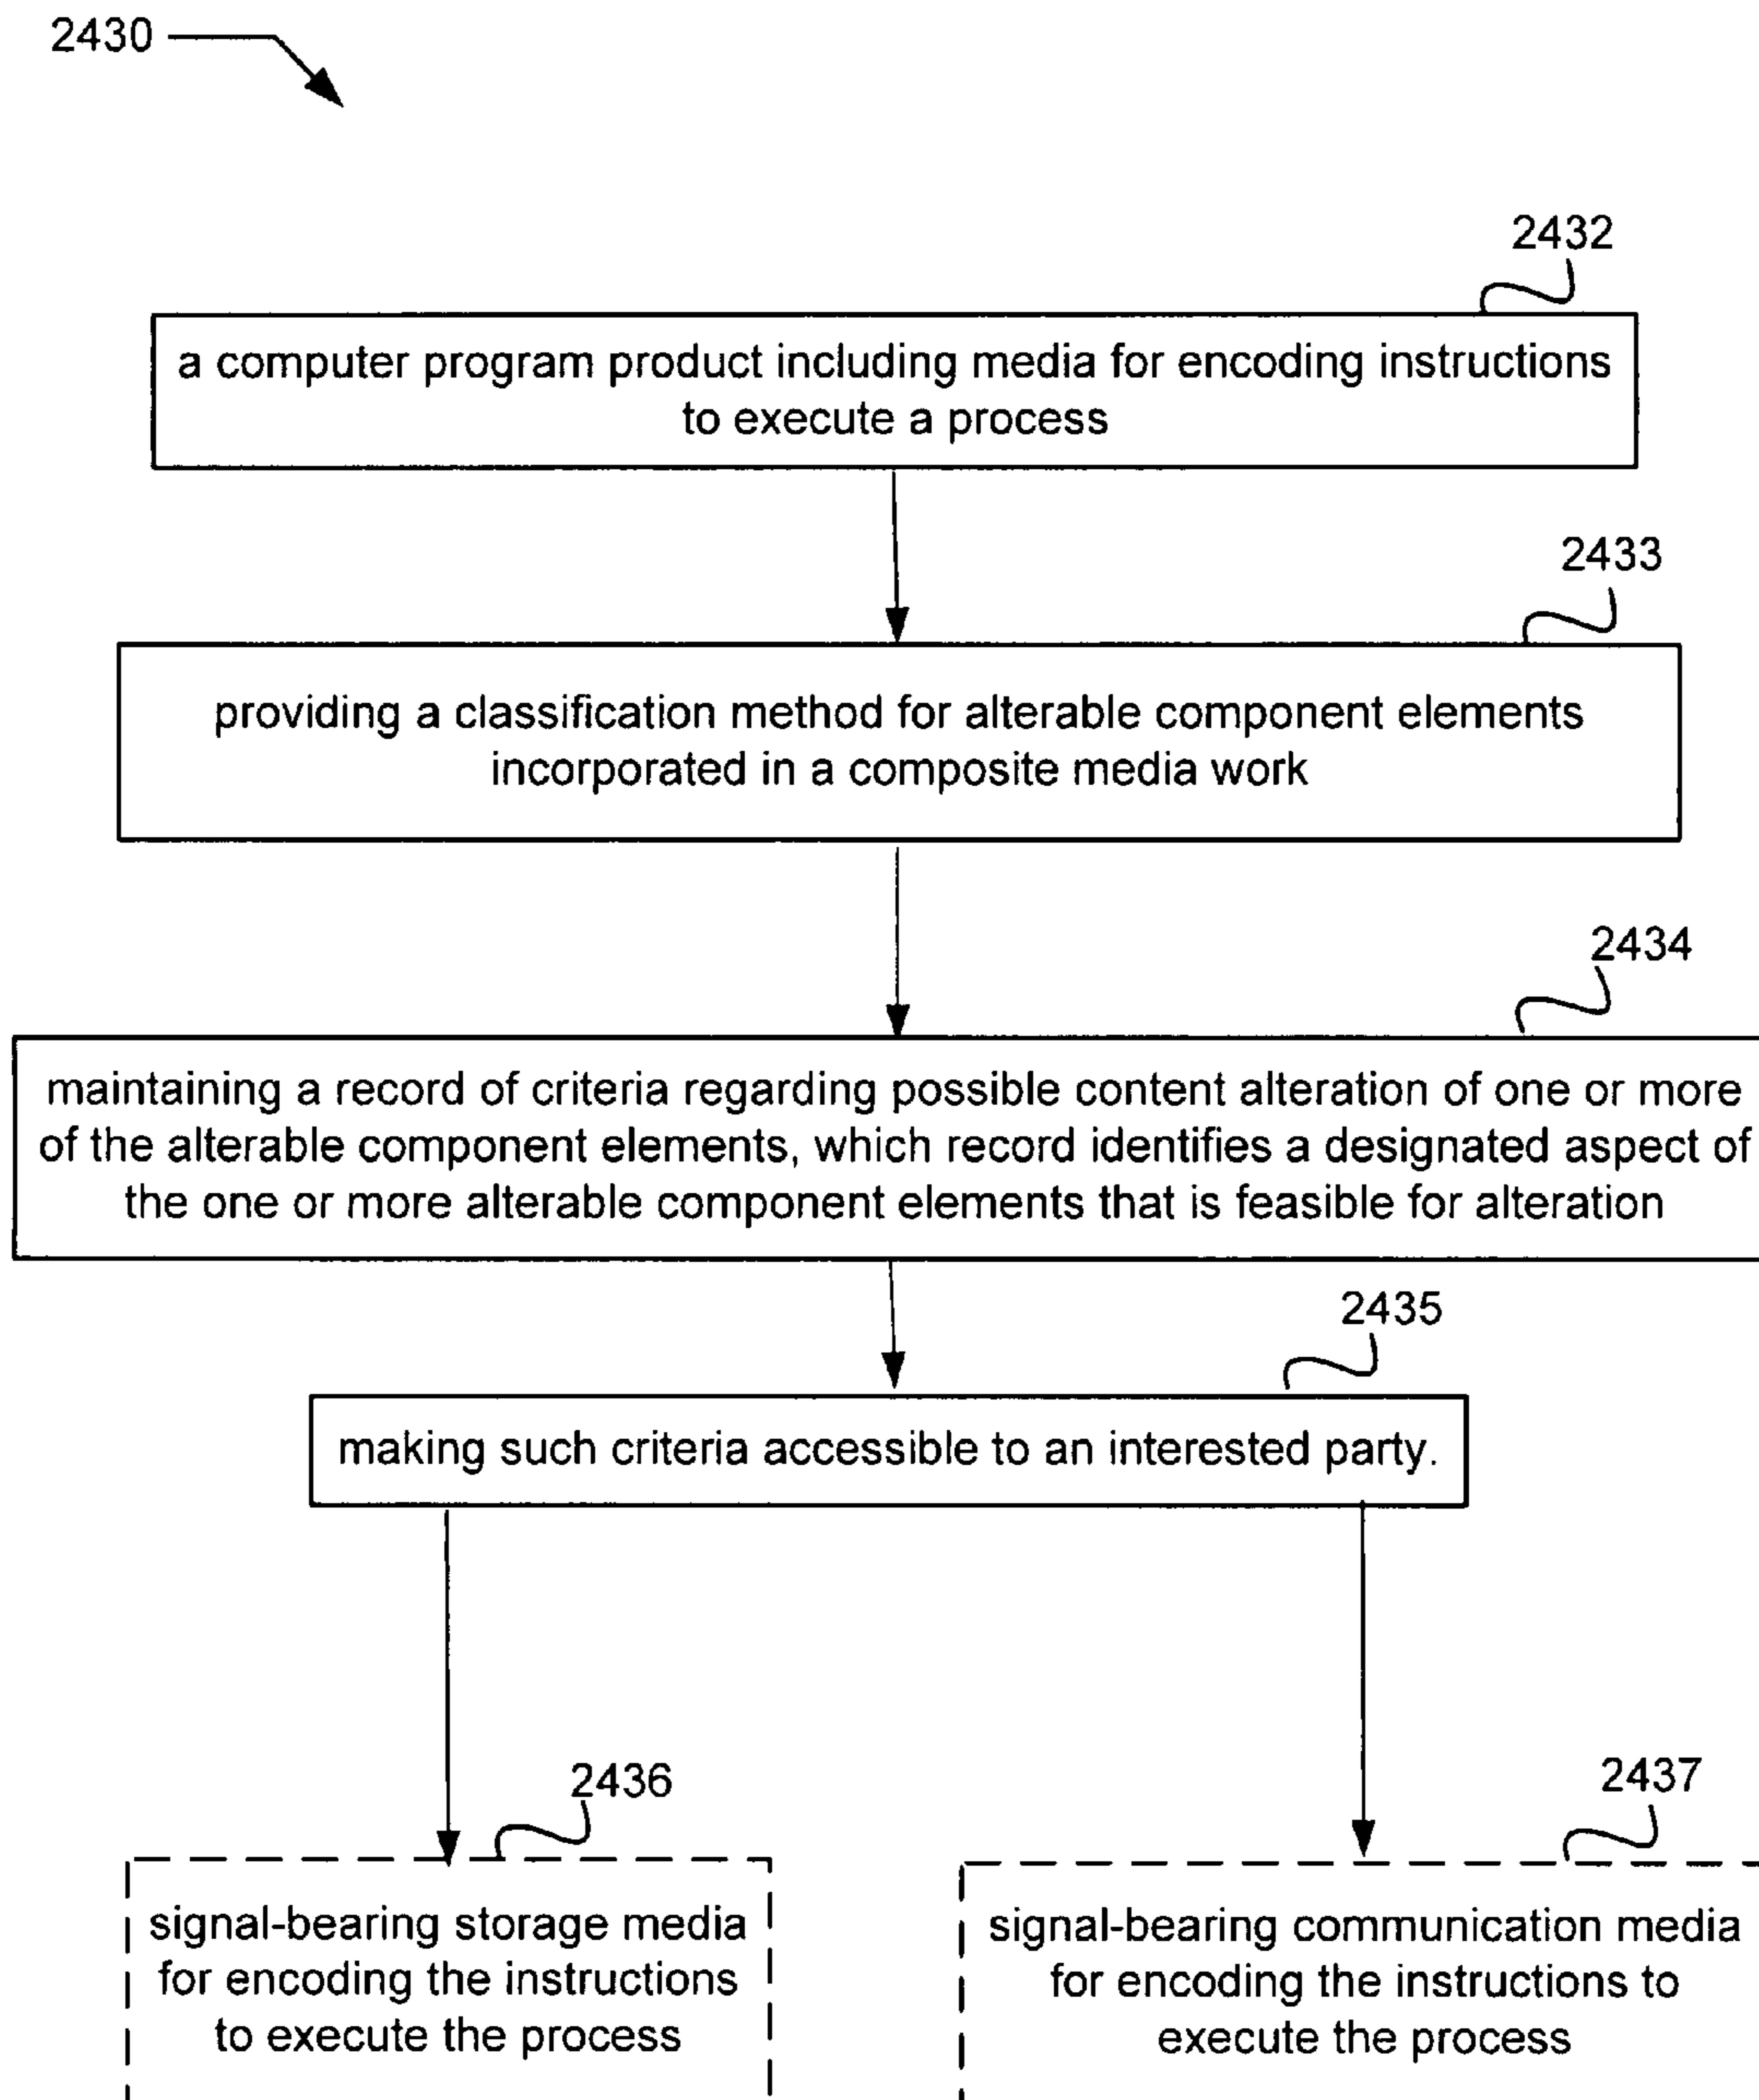 2430
2432
a computer program product including media for encoding instructions
to execute a process
2433
providing a classification method for alterable component elements
incorporated in a composite media work
2434
maintaining a record of criteria regarding possible content alteration of one or more
of the alterable component elements, which record identifies a designated aspect of
the one or more alterable component elements that is feasible for alteration
2435
making such criteria accessible to an interested party.
2436
signal-bearing storage media
for encoding the instructions
to execute the process
2437
signal-bearing communication media
for encoding the instructions to
execute the process